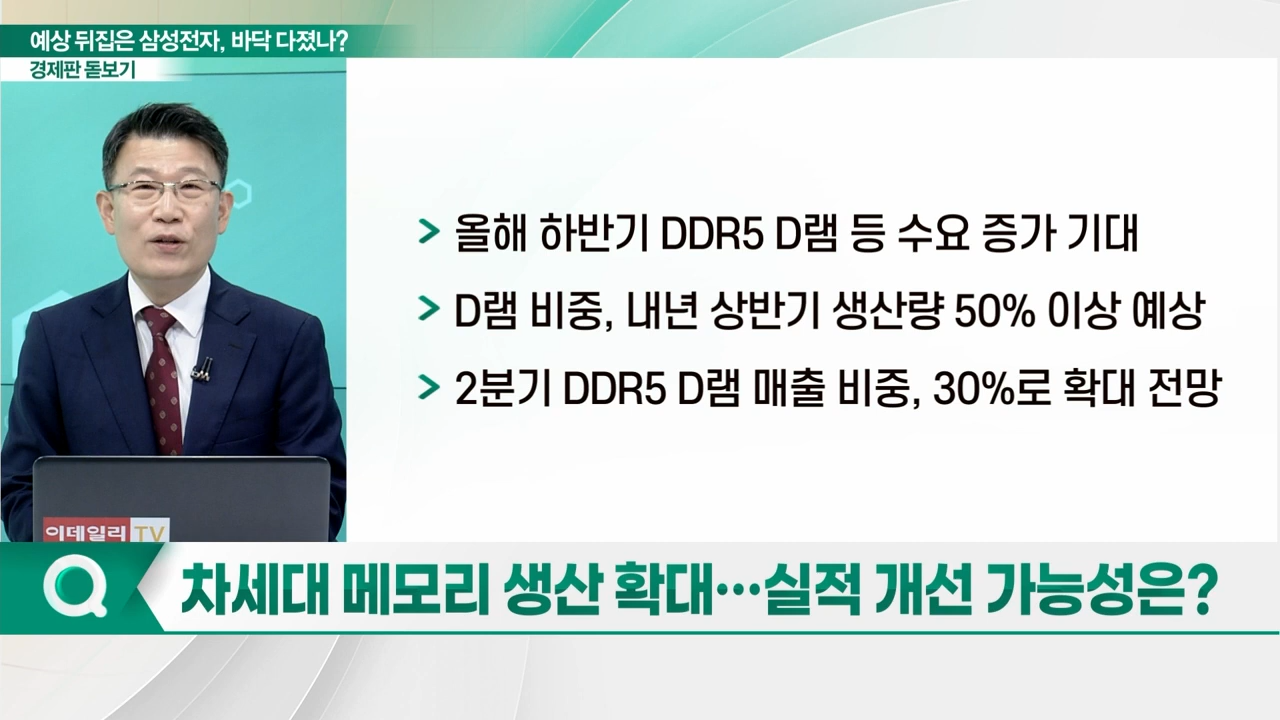 예상 뒤집은 삼성전자, 바닥 다졌나?
경제판 돋보기
> 올해 하반기 DDR5 D램 등 수요 증가 기대
> D램 비중, 내년 상반기 생산량 50% 이상 예상
> 2분기 DDR5 D램 매출 비중, 30%로 확대 전망
이데일리 TV
차세대 메모리 생산 확대…실적 개선 가능성은?